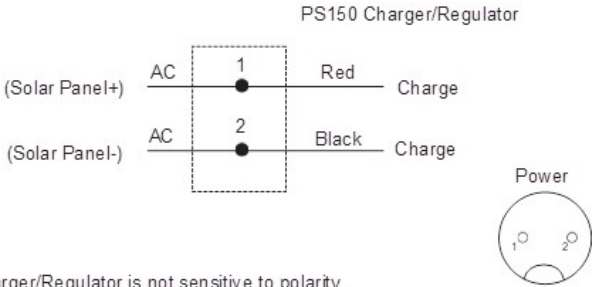 PS150 Charger/Regulator
AC 1 Red
(Solar Panel+) Charge
AC 2 Black
(Solar Panel-) Charge
Power
1 2
rger/Regulator is not sensitive to polarity